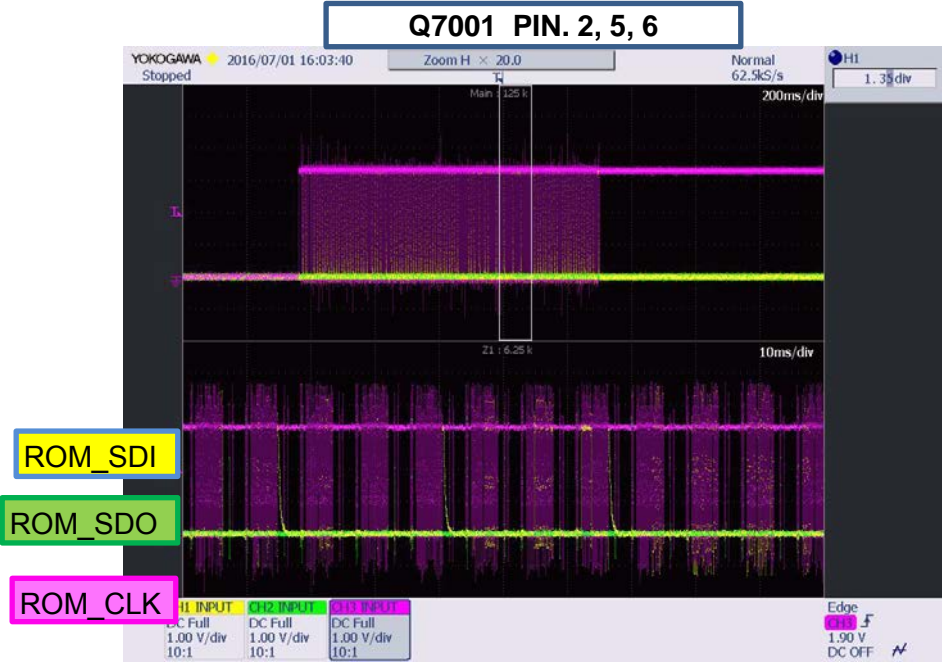 Q7001 PIN. 2, 5, 6
YOKOGAWA 2016/07/01 16:03:40 Zoom H × 20.0 Normal
Stopped 62.5kS/s
H1
1.35div
Main : 125 k
200ms/div
Z1 : 6.25 k
10ms/div
ROM_SDI
ROM_SDO
ROM_CLK
H1 INPUT CH2 INPUT CH3 INPUT
DC Full DC Full DC Full
1.00 V/div 1.00 V/div 1.00 V/div
10:1 10:1 10:1
Edge
CH3
1.90 V
DC OFF